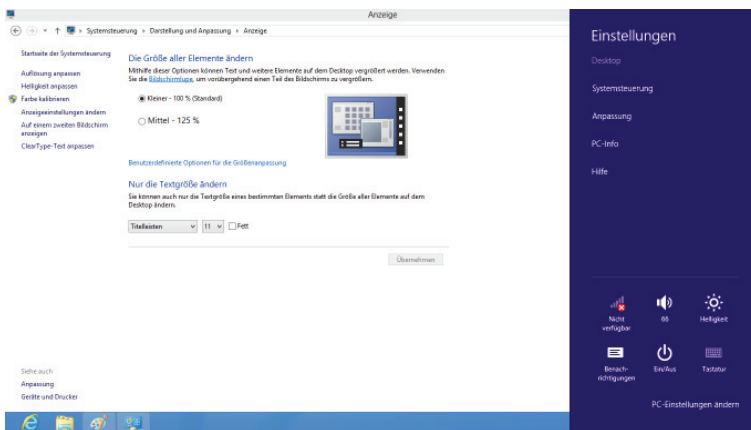 Anzeige
Systemsteuerung › Darstellung und Anpassung › Anzeige
Startseite der Systemsteuerung
Auflösung anpassen
Helligkeit anpassen
Farbe kalibrieren
Anzeigeeinstellungen ändern
Auf einem zweiten Bildschirm
anzeigen
ClearType-Text anpassen
Die Größe aller Elemente ändern
Mithilfe dieser Optionen können Text und weitere Elemente auf dem Desktop vergrößert werden. Verwenden
Sie die Bildschirmlupe, um vorübergehend einen Teil des Bildschirms zu vergrößern.
Kleiner - 100 % (Standard)
Mittel - 125 %
Benutzerdefinierte Optionen für die Größenanpassung
Nur die Textgröße ändern
Sie können auch nur die Textgröße eines bestimmten Elements statt die Größe aller Elemente auf dem
Desktop ändern.
Titelleisten 11 Fett
Übernehmen
Siehe auch
Anpassung
Geräte und Drucker
Einstellungen
Desktop
Systemsteuerung
Anpassung
PC-Info
Hilfe
Nicht
verfügbar
66
Helligkeit
Benach-
richtigungen
Ein/Aus
Tastatur
PC-Einstellungen ändern